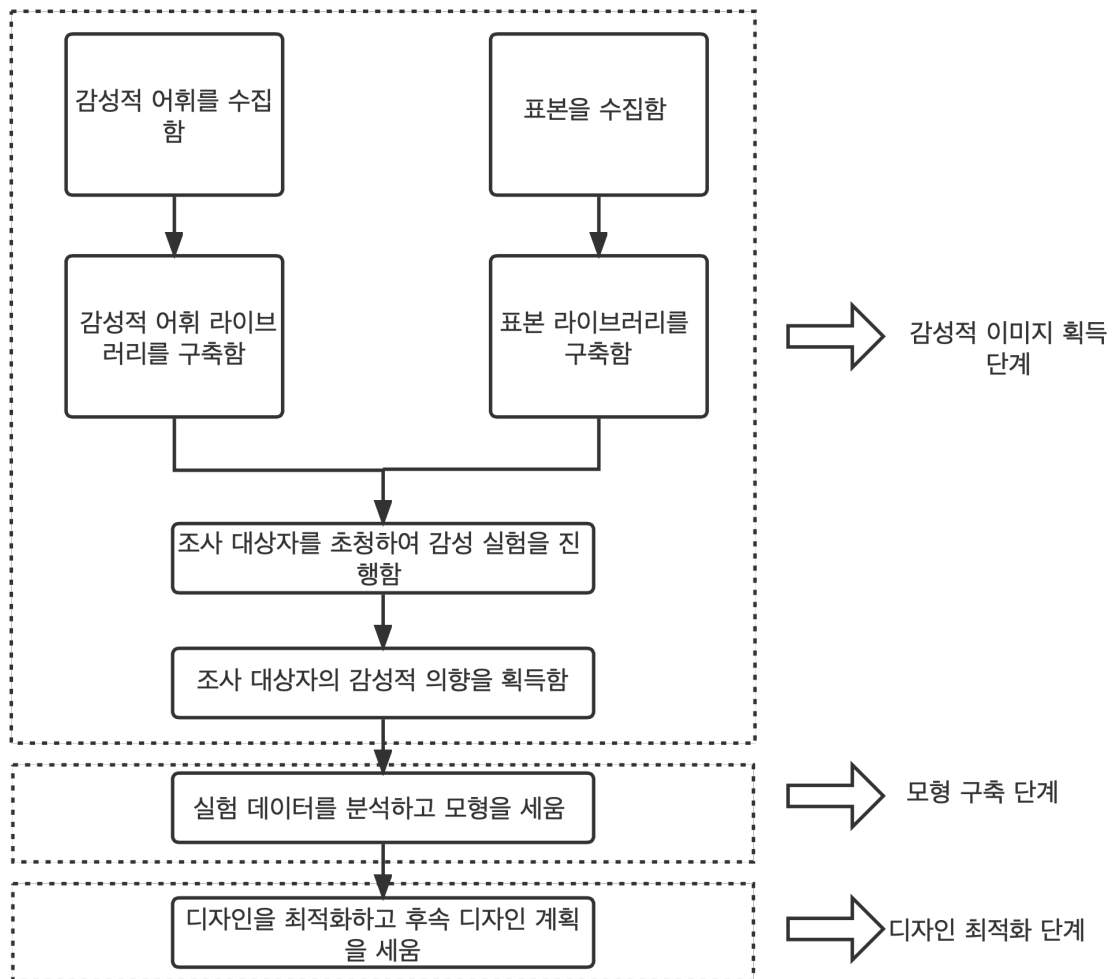 감성적 어휘를 수집
함
표본을 수집함
감성적 어휘 라이브
러리를 구축함
표본 라이브러리를
구축함
감성적 이미지 획득
단계
조사 대상자를 초청하여 감성 실험을 진
행함
조사 대상자의 감성적 의향을 획득함
실험 데이터를 분석하고 모형을 세움
모형 구축 단계
디자인을 최적화하고 후속 디자인 계획
을 세움
디자인 최적화 단계